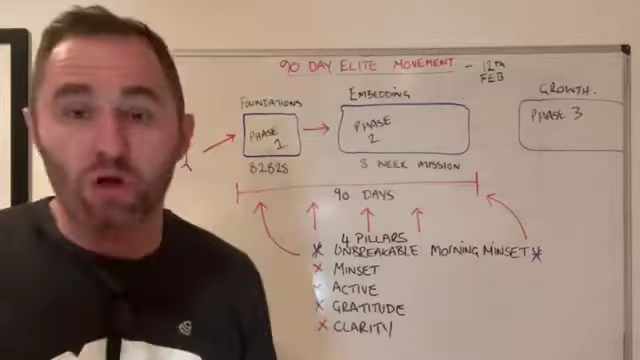 90 DAY ELITE MOVEMENT - 12TH
FEB
FOUNDATIONS
EMBEDDING
GROWTH.
PHASE
1
PHASE
2
PHASE 3
82828
8 WEEK MISSION
90 DAYS
4 PILLARS
UNBREAKABLE MORNING MINSET
MINSET
ACTIVE
GRATITUDE
CLARITY